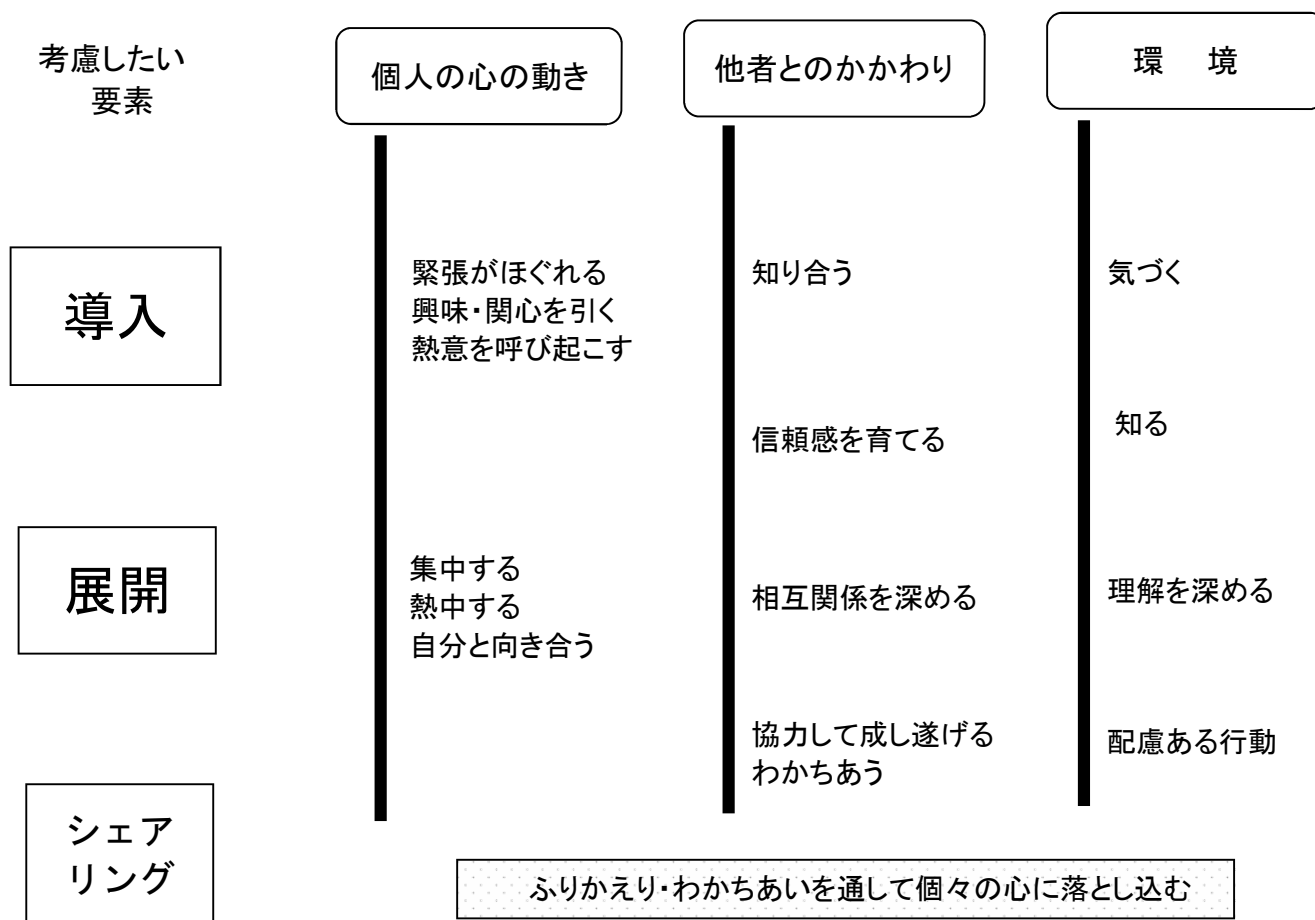 考慮したい
要素
個人の心の動き
他者とのかかわり
環　境
導入
緊張がほぐれる
興味・関心を引く
熱意を呼び起こす
知り合う
気づく
信頼感を育てる
知る
展開
集中する
熱中する
自分と向き合う
相互関係を深める
理解を深める
協力して成し遂げる
わかちあう
配慮ある行動
シェア
リング
ふりかえり・わかちあいを通して個々の心に落とし込む